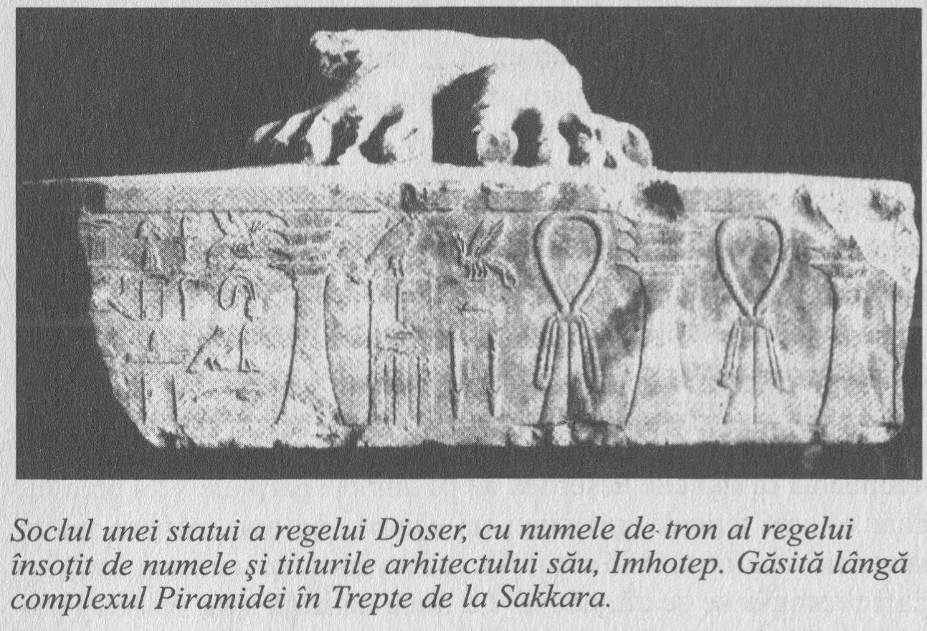 Soclul unei statui a regelui Djoser, cu numele de tron al regelui
însoțit de numele şi titlurile arhitectului său, Imhotep. Găsită lângă
complexul Piramidei în Trepte de la Sakkara.